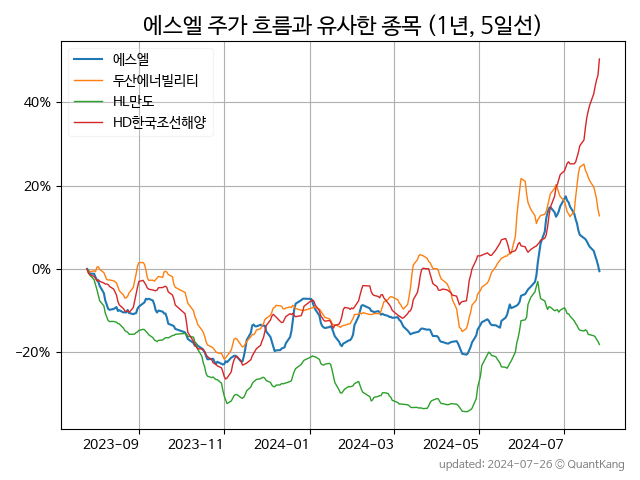 에스엘 주가 흐름과 유사한 종목 (1년, 5일선)
에스엘
두산에너빌리티
HL만도
HD한국조선해양
40%
20%
0%
−20%
2023-09 2023-11 2024-01 2024-03 2024-05 2024-07
updated: 2024-07-26 © QuantKang